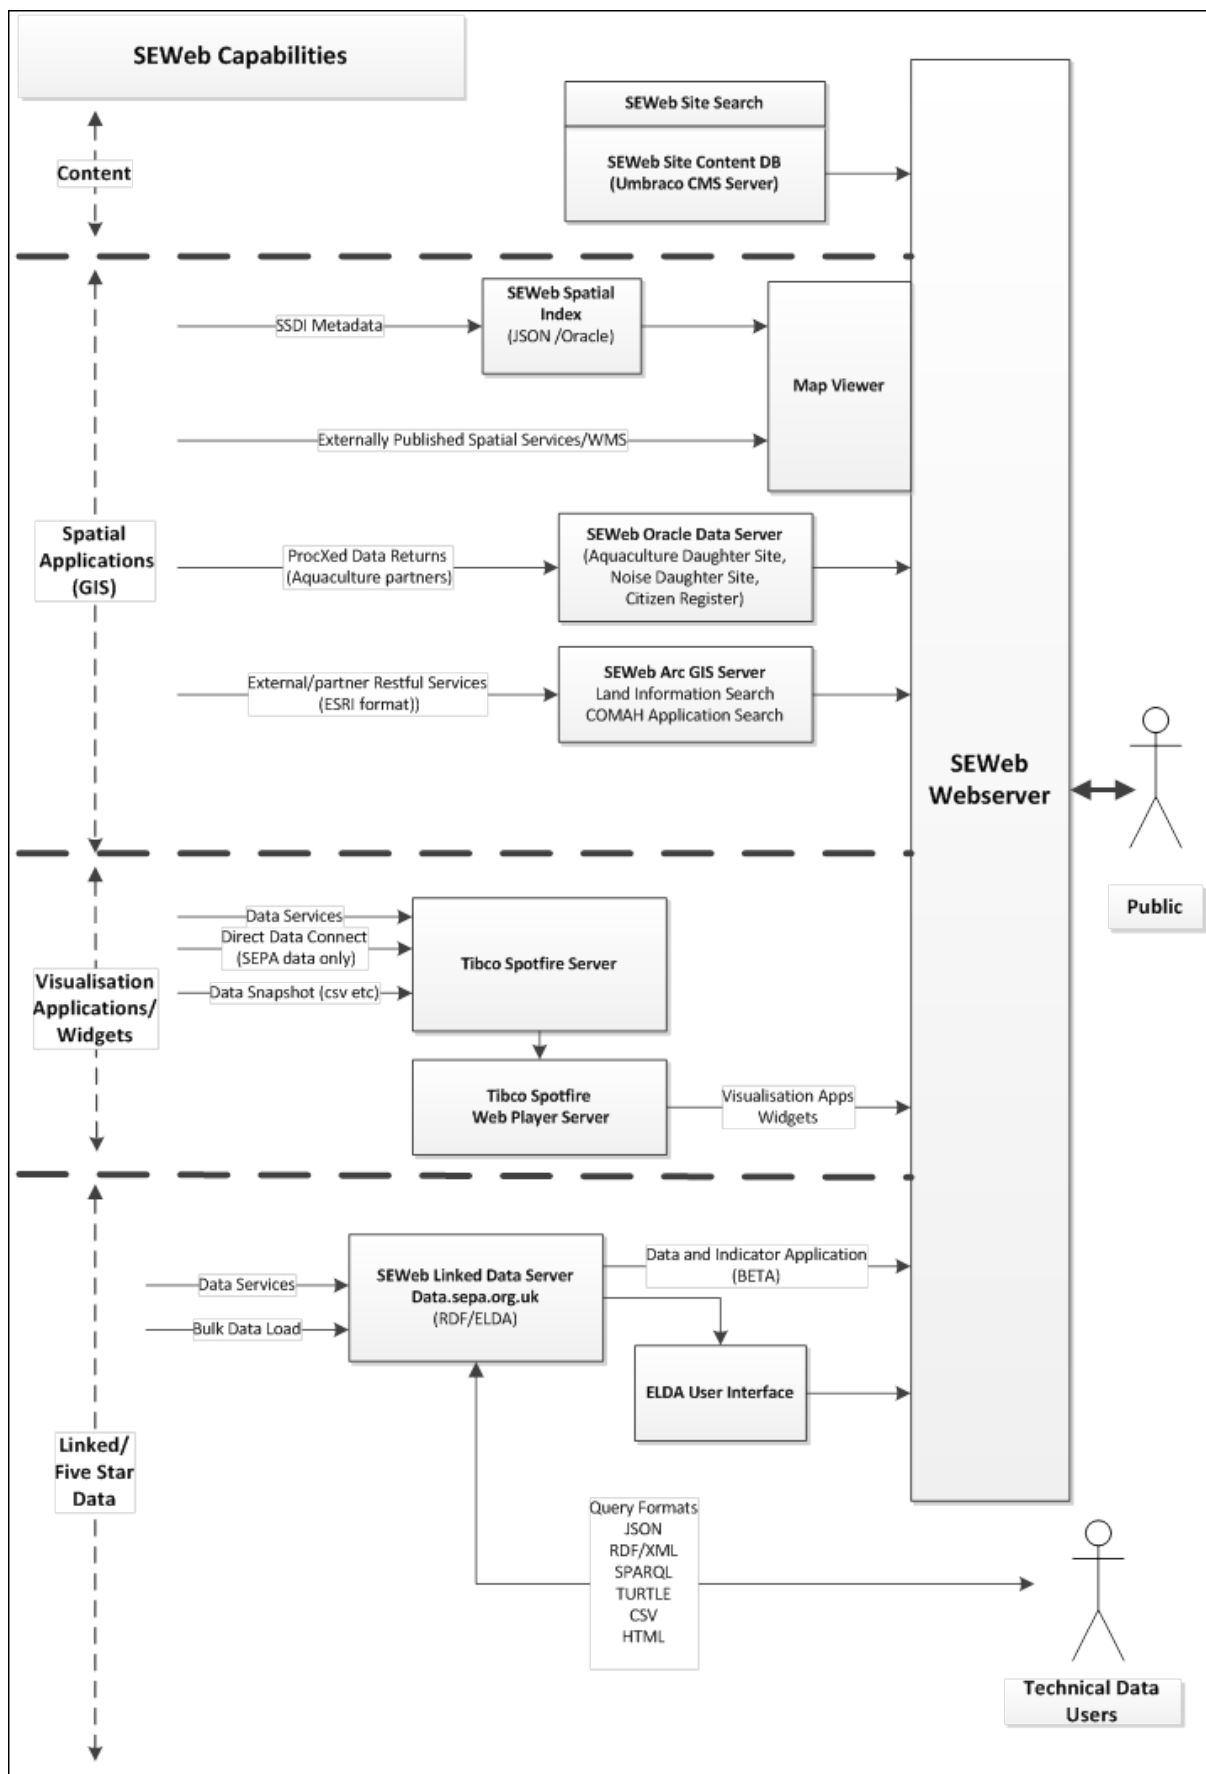 SEWeb Capabilities
SEWeb Site Search
SEWeb Site Content DB
(Umbraco CMS Server)
Content
SEWeb Spatial
Index
(JSON /Oracle)
SSDI Metadata
Map Viewer
Externally Published Spatial Services/WMS
Spatial
Applications
(GIS)
ProcXed Data Returns
(Aquaculture partners)
SEWeb Oracle Data Server
(Aquaculture Daughter Site,
Noise Daughter Site,
Citizen Register)
External/partner Restful Services
(ESRI format))
SEWeb Arc GIS Server
Land Information Search
COMAH Application Search
SEWeb
Webserver
Public
Data Services
Direct Data Connect
(SEPA data only)
Data Snapshot (csv etc)
Tibco Spotfire Server
Visualisation
Applications/
Widgets
Tibco Spotfire
Web Player Server
Visualisation Apps
Widgets
Data Services
Bulk Data Load
SEWeb Linked Data Server
Data.sepa.org.uk
(RDF/ELDA)
Data and Indicator Application
(BETA)
ELDA User Interface
Linked/
Five Star
Data
Query Formats
JSON
RDF/XML
SPARQL
TURTLE
CSV
HTML
Technical Data
Users